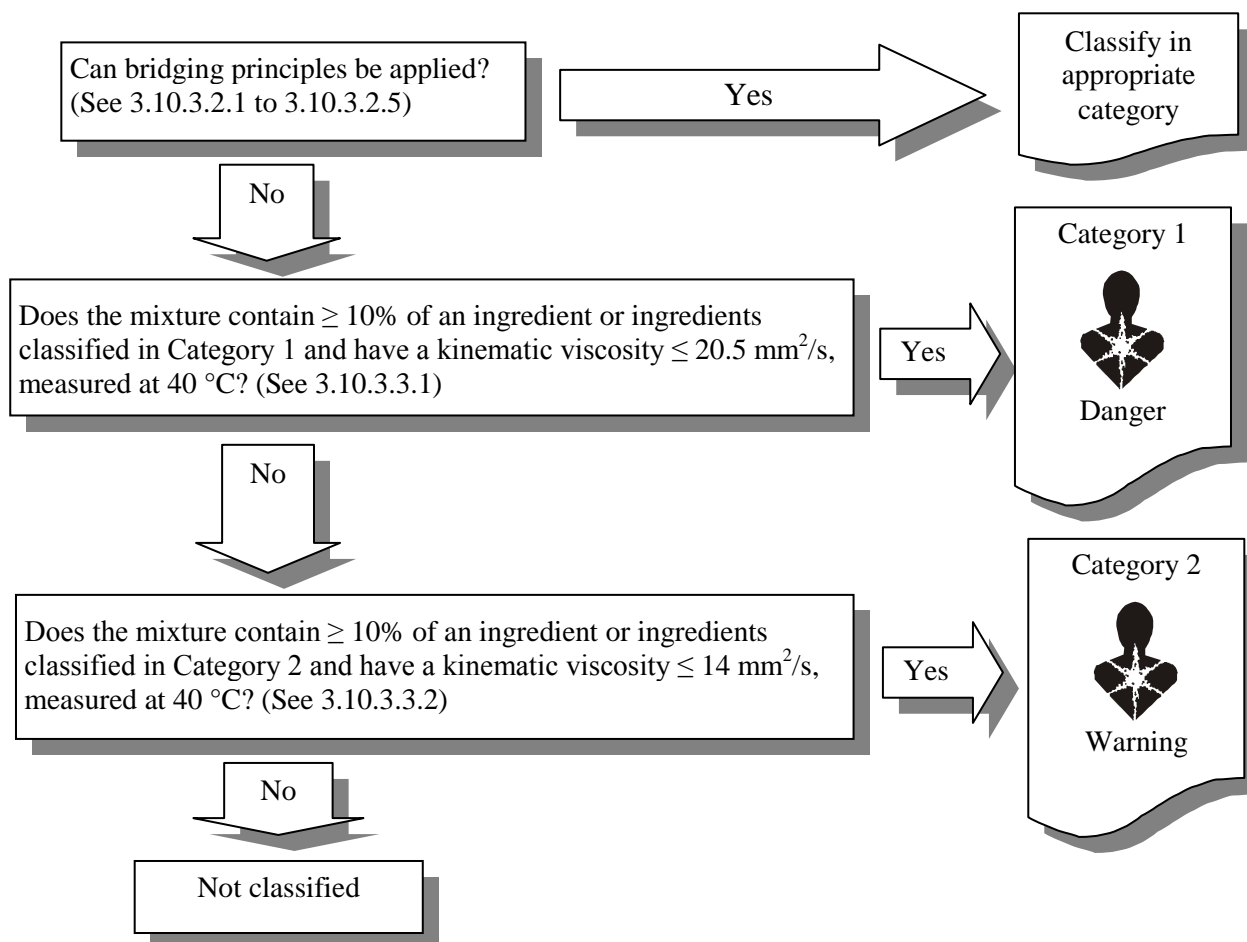 Can bridging principles be applied?
(See 3.10.3.2.1 to 3.10.3.2.5)
Yes
Classify in
appropriate
category
No
Does the mixture contain ≥ 10% of an ingredient or ingredients
classified in Category 1 and have a kinematic viscosity ≤ 20.5 mm²/s,
measured at 40 °C? (See 3.10.3.3.1)
Yes
Category 1
Danger
No
Does the mixture contain ≥ 10% of an ingredient or ingredients
classified in Category 2 and have a kinematic viscosity ≤ 14 mm²/s,
measured at 40 °C? (See 3.10.3.3.2)
Yes
Category 2
Warning
No
Not classified